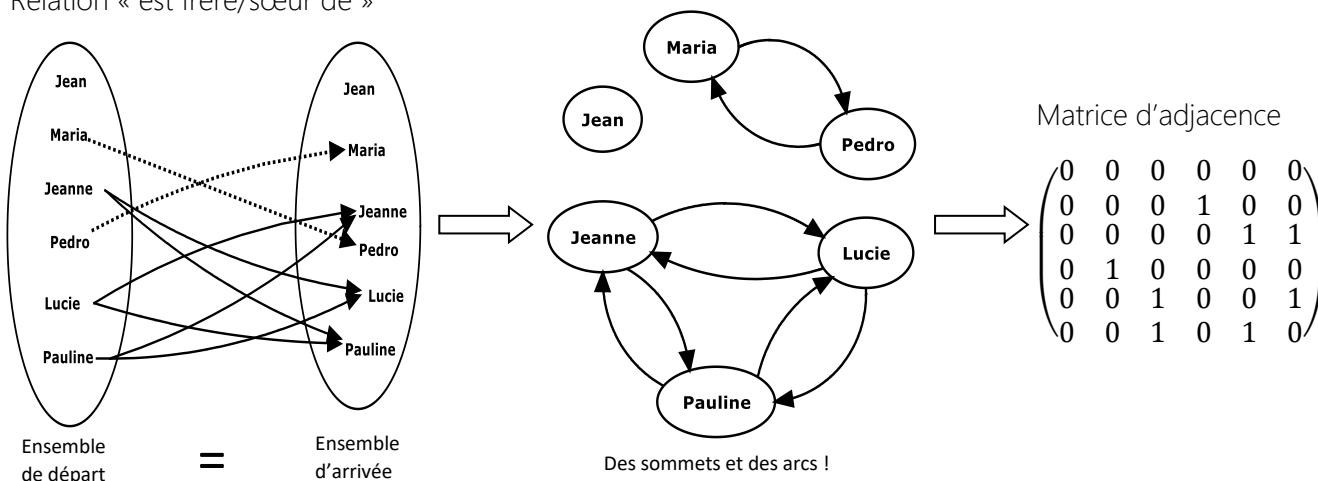 Relation « est frère/sœur de »
Jean
Maria
Jeanne
Pedro
Lucie
Pauline
Ensemble
de départ
=
Jean
Maria
Jeanne
Pedro
Lucie
Pauline
Ensemble
d’arrivée
Maria
Jean
Pedro
Jeanne
Lucie
Pauline
Des sommets et des arcs !
Matrice d’adjacence
0 0 0 0 0 0
0 0 0 1 0 0
0 0 0 0 1 1
0 1 0 0 0 0
0 0 1 0 0 1
0 0 1 0 1 0